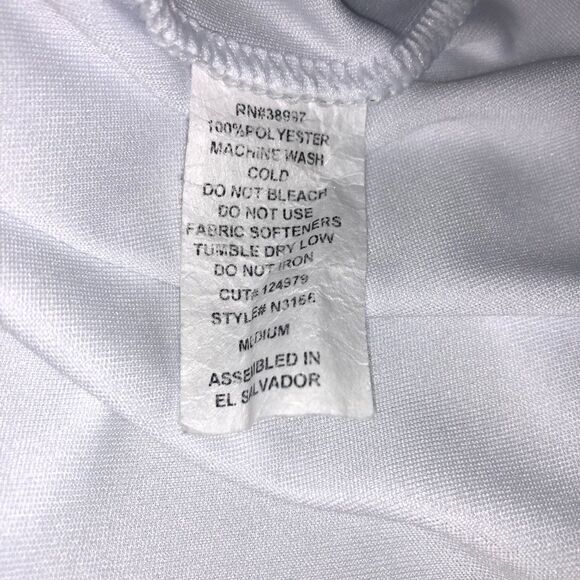 RN#38997
100%POLYESTER
MACHINE WASH
COLD
DO NOT BLEACH
DO NOT USE
FABRIC SOFTENERS
TUMBLE DRY LOW
DO NOT IRON
CUT# 124979
STYLE# N3166
MEDIUM
ASSEMBLED IN
EL SALVADOR